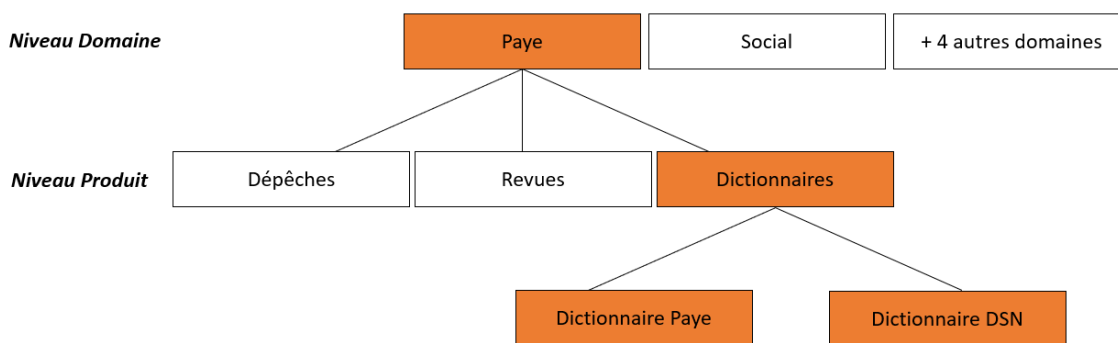 Niveau Domaine
Paye
Social
+ 4 autres domaines
Niveau Produit
Dépêches
Revues
Dictionnaires
Dictionnaire Paye
Dictionnaire DSN